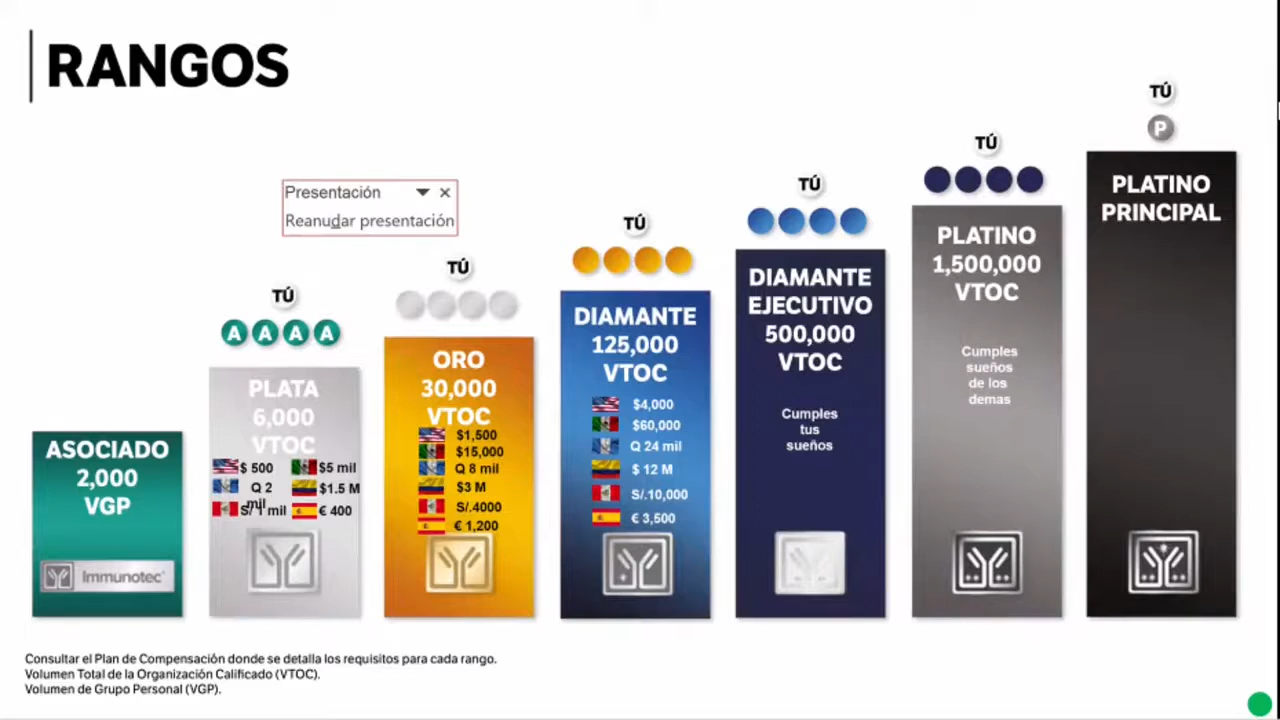 RANGOS
Presentación
Reanudar presentación
ASOCIADO
2,000
VGP
Immunotec
TÚ
A A A A
PLATA
6,000
VTOC
$ 500 $5 mil
Q 2 mil $1.5 M
S/. 1 mil € 400
TÚ
ORO
30,000
VTOC
$1,500
$15,000
Q 8 mil
$3 M
S/.4000
€ 1,200
TÚ
DIAMANTE
125,000
VTOC
$4,000
$60,000
Q 24 mil
$ 12 M
S/.10,000
€ 3,500
TÚ
DIAMANTE
EJECUTIVO
500,000
VTOC
Cumples
tus
sueños
TÚ
PLATINO
1,500,000
VTOC
Cumples
sueños
de los
demas
TÚ
P
PLATINO
PRINCIPAL
Consultar el Plan de Compensación donde se detalla los requisitos para cada rango.
Volumen Total de la Organización Calificado (VTOC).
Volumen de Grupo Personal (VGP).